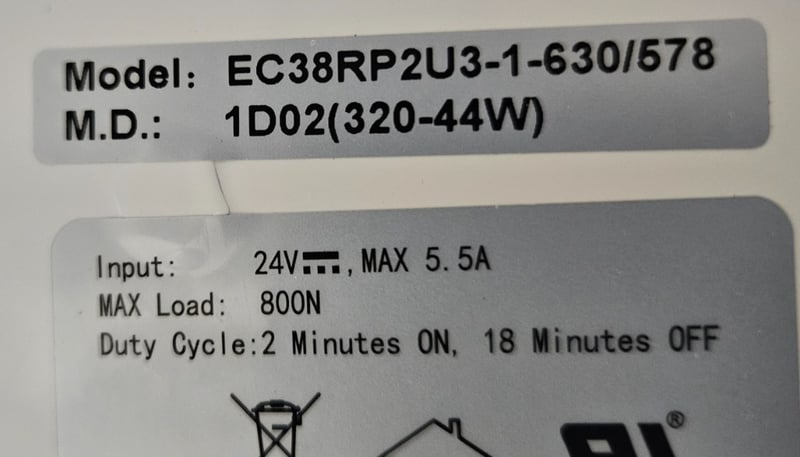 Model: EC38RP2U3-1-630/578
M.D.: 1D02(320-44W)
Input: 24V⎓, MAX 5.5A
MAX Load: 800N
Duty Cycle:2 Minutes ON, 18 Minutes OFF
®